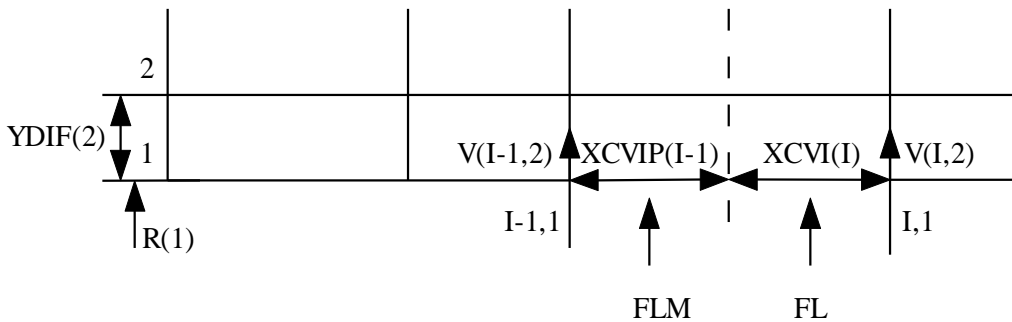 2
YDIF(2)
1
V(I-1,2) XCVIP(I-1) XCVI(I) V(I,2)
R(1)
I-1,1
I,1
FLM
FL